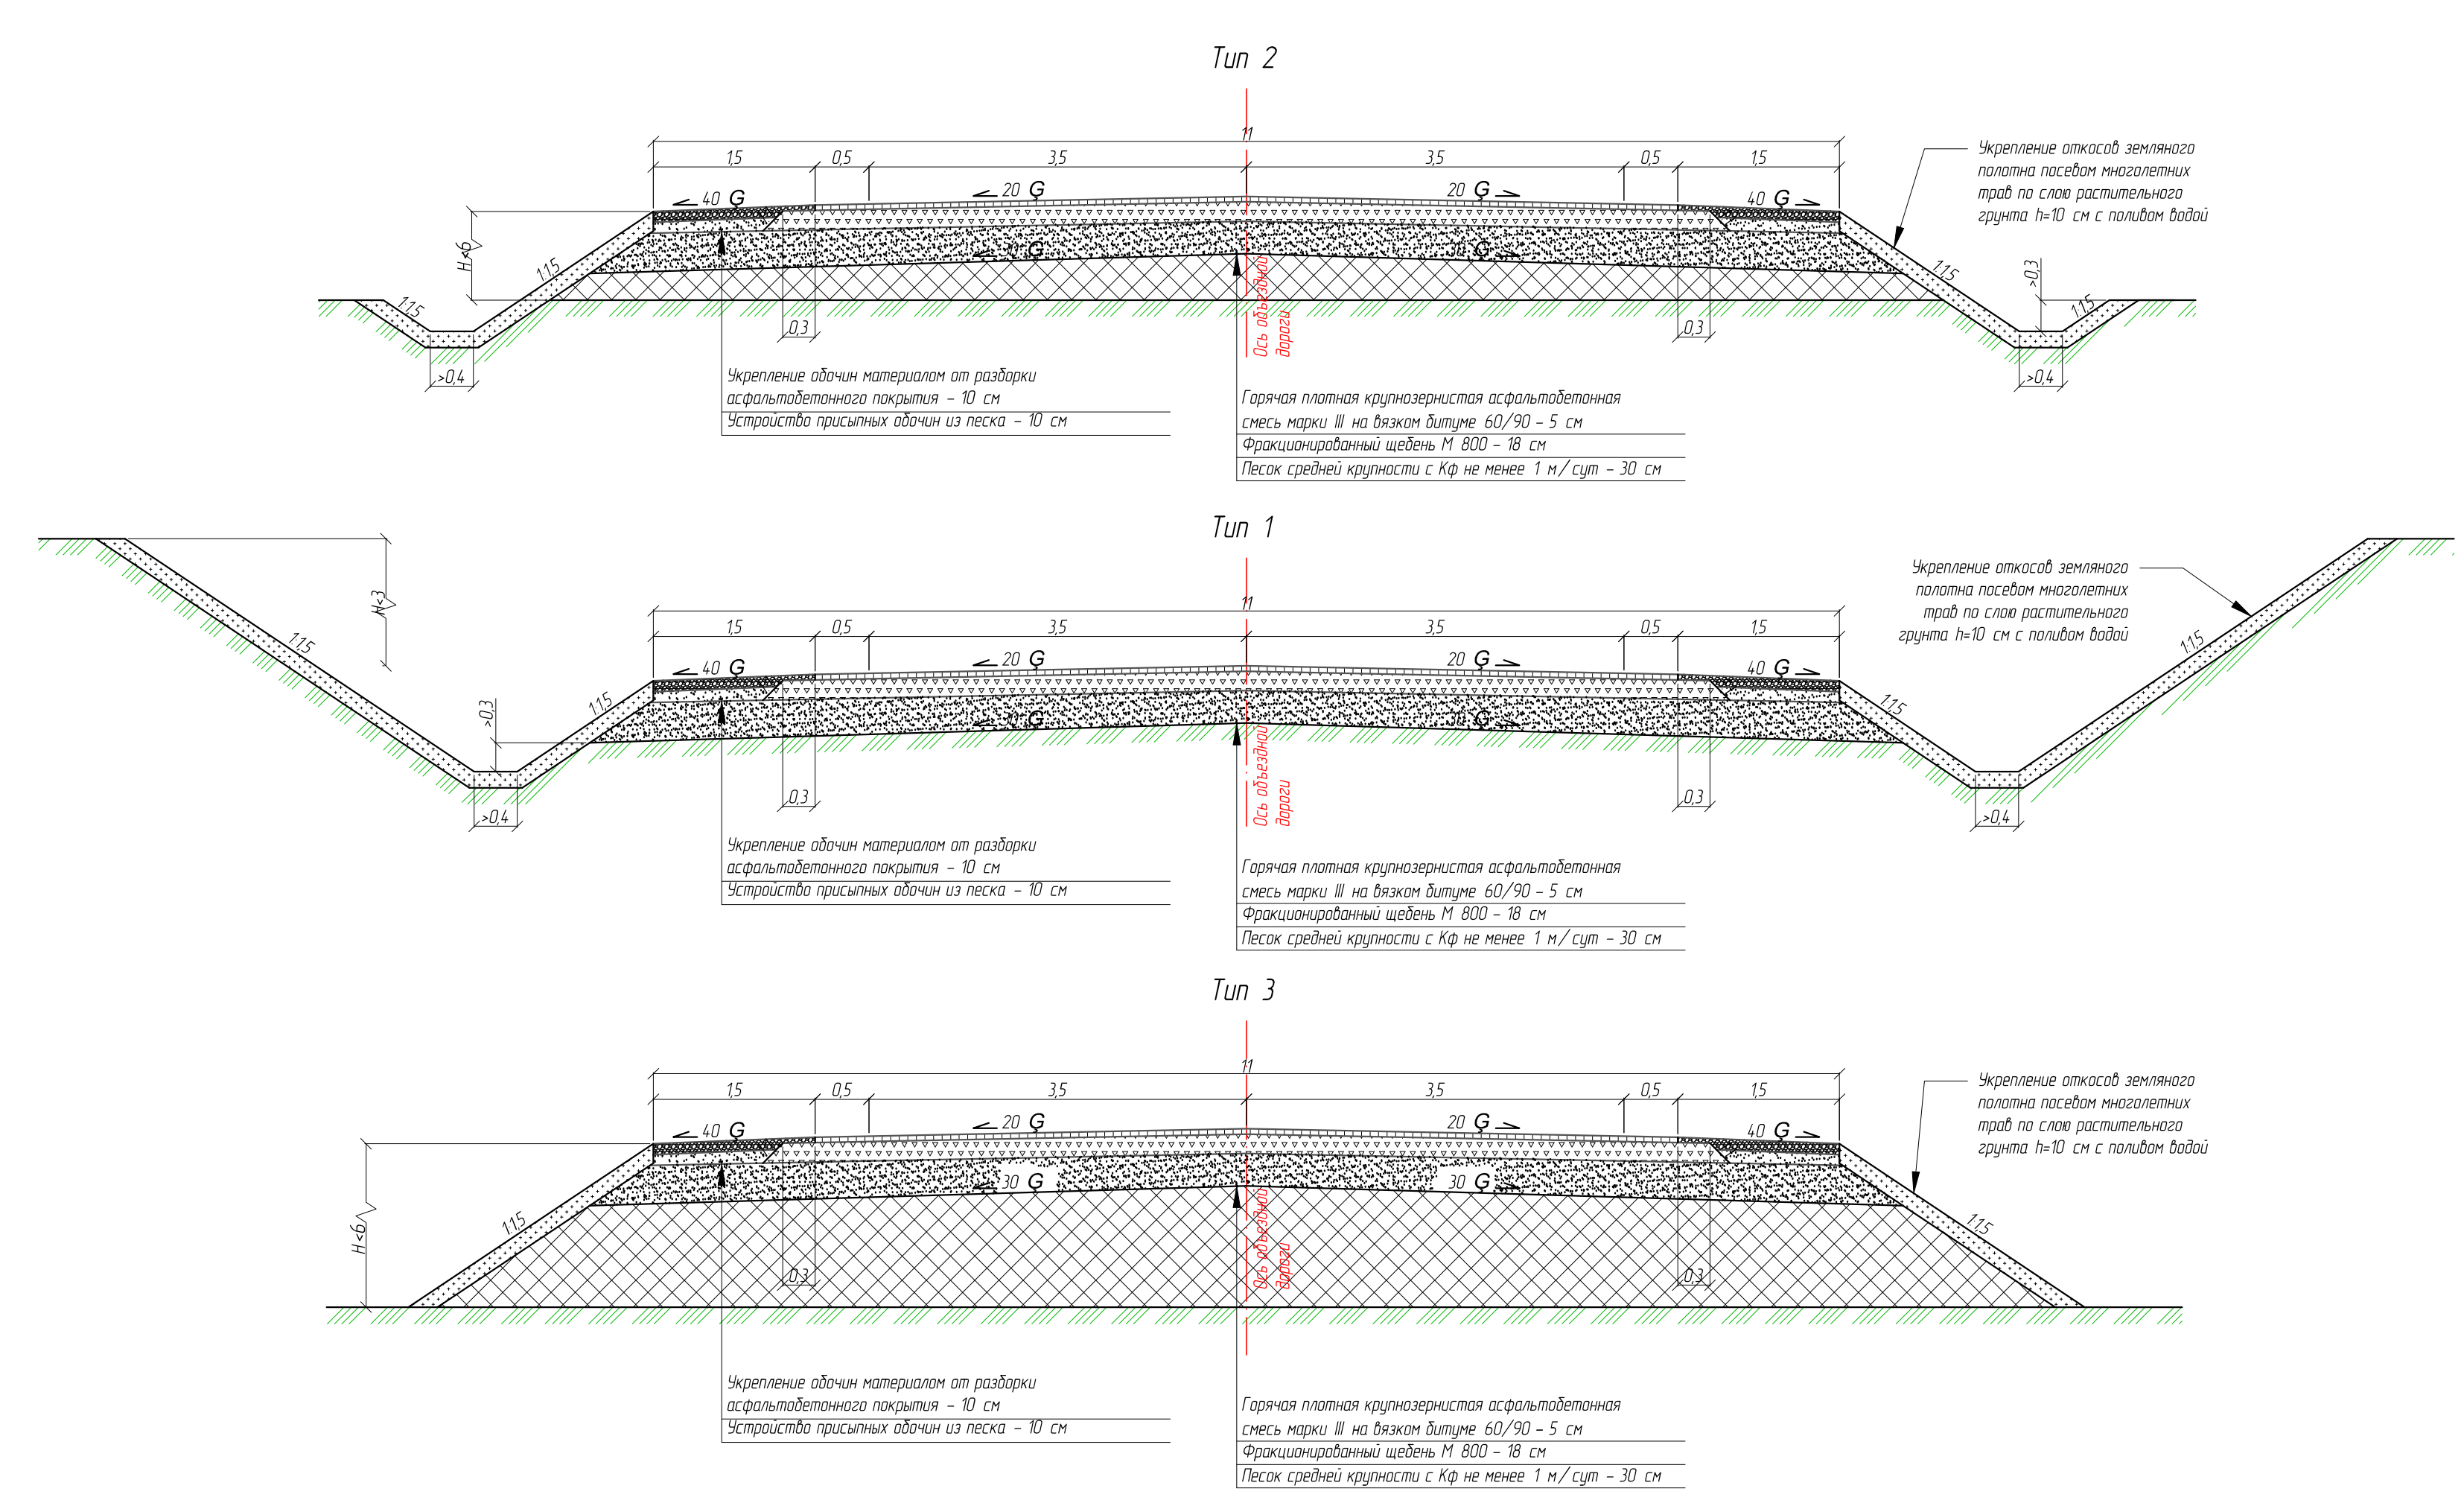 Тип 2
11
1,5 0,5 3,5 3,5 0,5 1,5
40 Ģ 20 Ģ 20 Ģ 40 Ģ
30 Ģ 30 Ģ
Укрепление откосов земляного
полотна посевом многолетних
трав по слою растительного
грунта h=10 см с поливом водой
H<6
1:1,5 1:1,5 1:1,5 1:1,5
>0,3
0,3 0,3
>0,4 >0,4
Ось объездной
дороги
Укрепление обочин материалом от разборки
асфальтобетонного покрытия - 10 см
Устройство присыпных обочин из песка - 10 см
Горячая плотная крупнозернистая асфальтобетонная
смесь марки III на вязком битуме 60/90 - 5 см
Фракционированный щебень М 800 - 18 см
Песок средней крупности с Кф не менее 1 м/сут - 30 см
Тип 1
11
1,5 0,5 3,5 3,5 0,5 1,5
40 Ģ 20 Ģ 20 Ģ 40 Ģ
30 Ģ 30 Ģ
Укрепление откосов земляного
полотна посевом многолетних
трав по слою растительного
грунта h=10 см с поливом водой
H<3
1:1,5 1:1,5 1:1,5 1:1,5
>0,3
0,3 0,3
>0,4 >0,4
Ось объездной
дороги
Укрепление обочин материалом от разборки
асфальтобетонного покрытия - 10 см
Устройство присыпных обочин из песка - 10 см
Горячая плотная крупнозернистая асфальтобетонная
смесь марки III на вязком битуме 60/90 - 5 см
Фракционированный щебень М 800 - 18 см
Песок средней крупности с Кф не менее 1 м/сут - 30 см
Тип 3
11
1,5 0,5 3,5 3,5 0,5 1,5
40 Ģ 20 Ģ 20 Ģ 40 Ģ
30 Ģ 30 Ģ
Укрепление откосов земляного
полотна посевом многолетних
трав по слою растительного
грунта h=10 см с поливом водой
H<6
1:1,5 1:1,5
0,3 0,3
Ось объездной
дороги
Укрепление обочин материалом от разборки
асфальтобетонного покрытия - 10 см
Устройство присыпных обочин из песка - 10 см
Горячая плотная крупнозернистая асфальтобетонная
смесь марки III на вязком битуме 60/90 - 5 см
Фракционированный щебень М 800 - 18 см
Песок средней крупности с Кф не менее 1 м/сут - 30 см